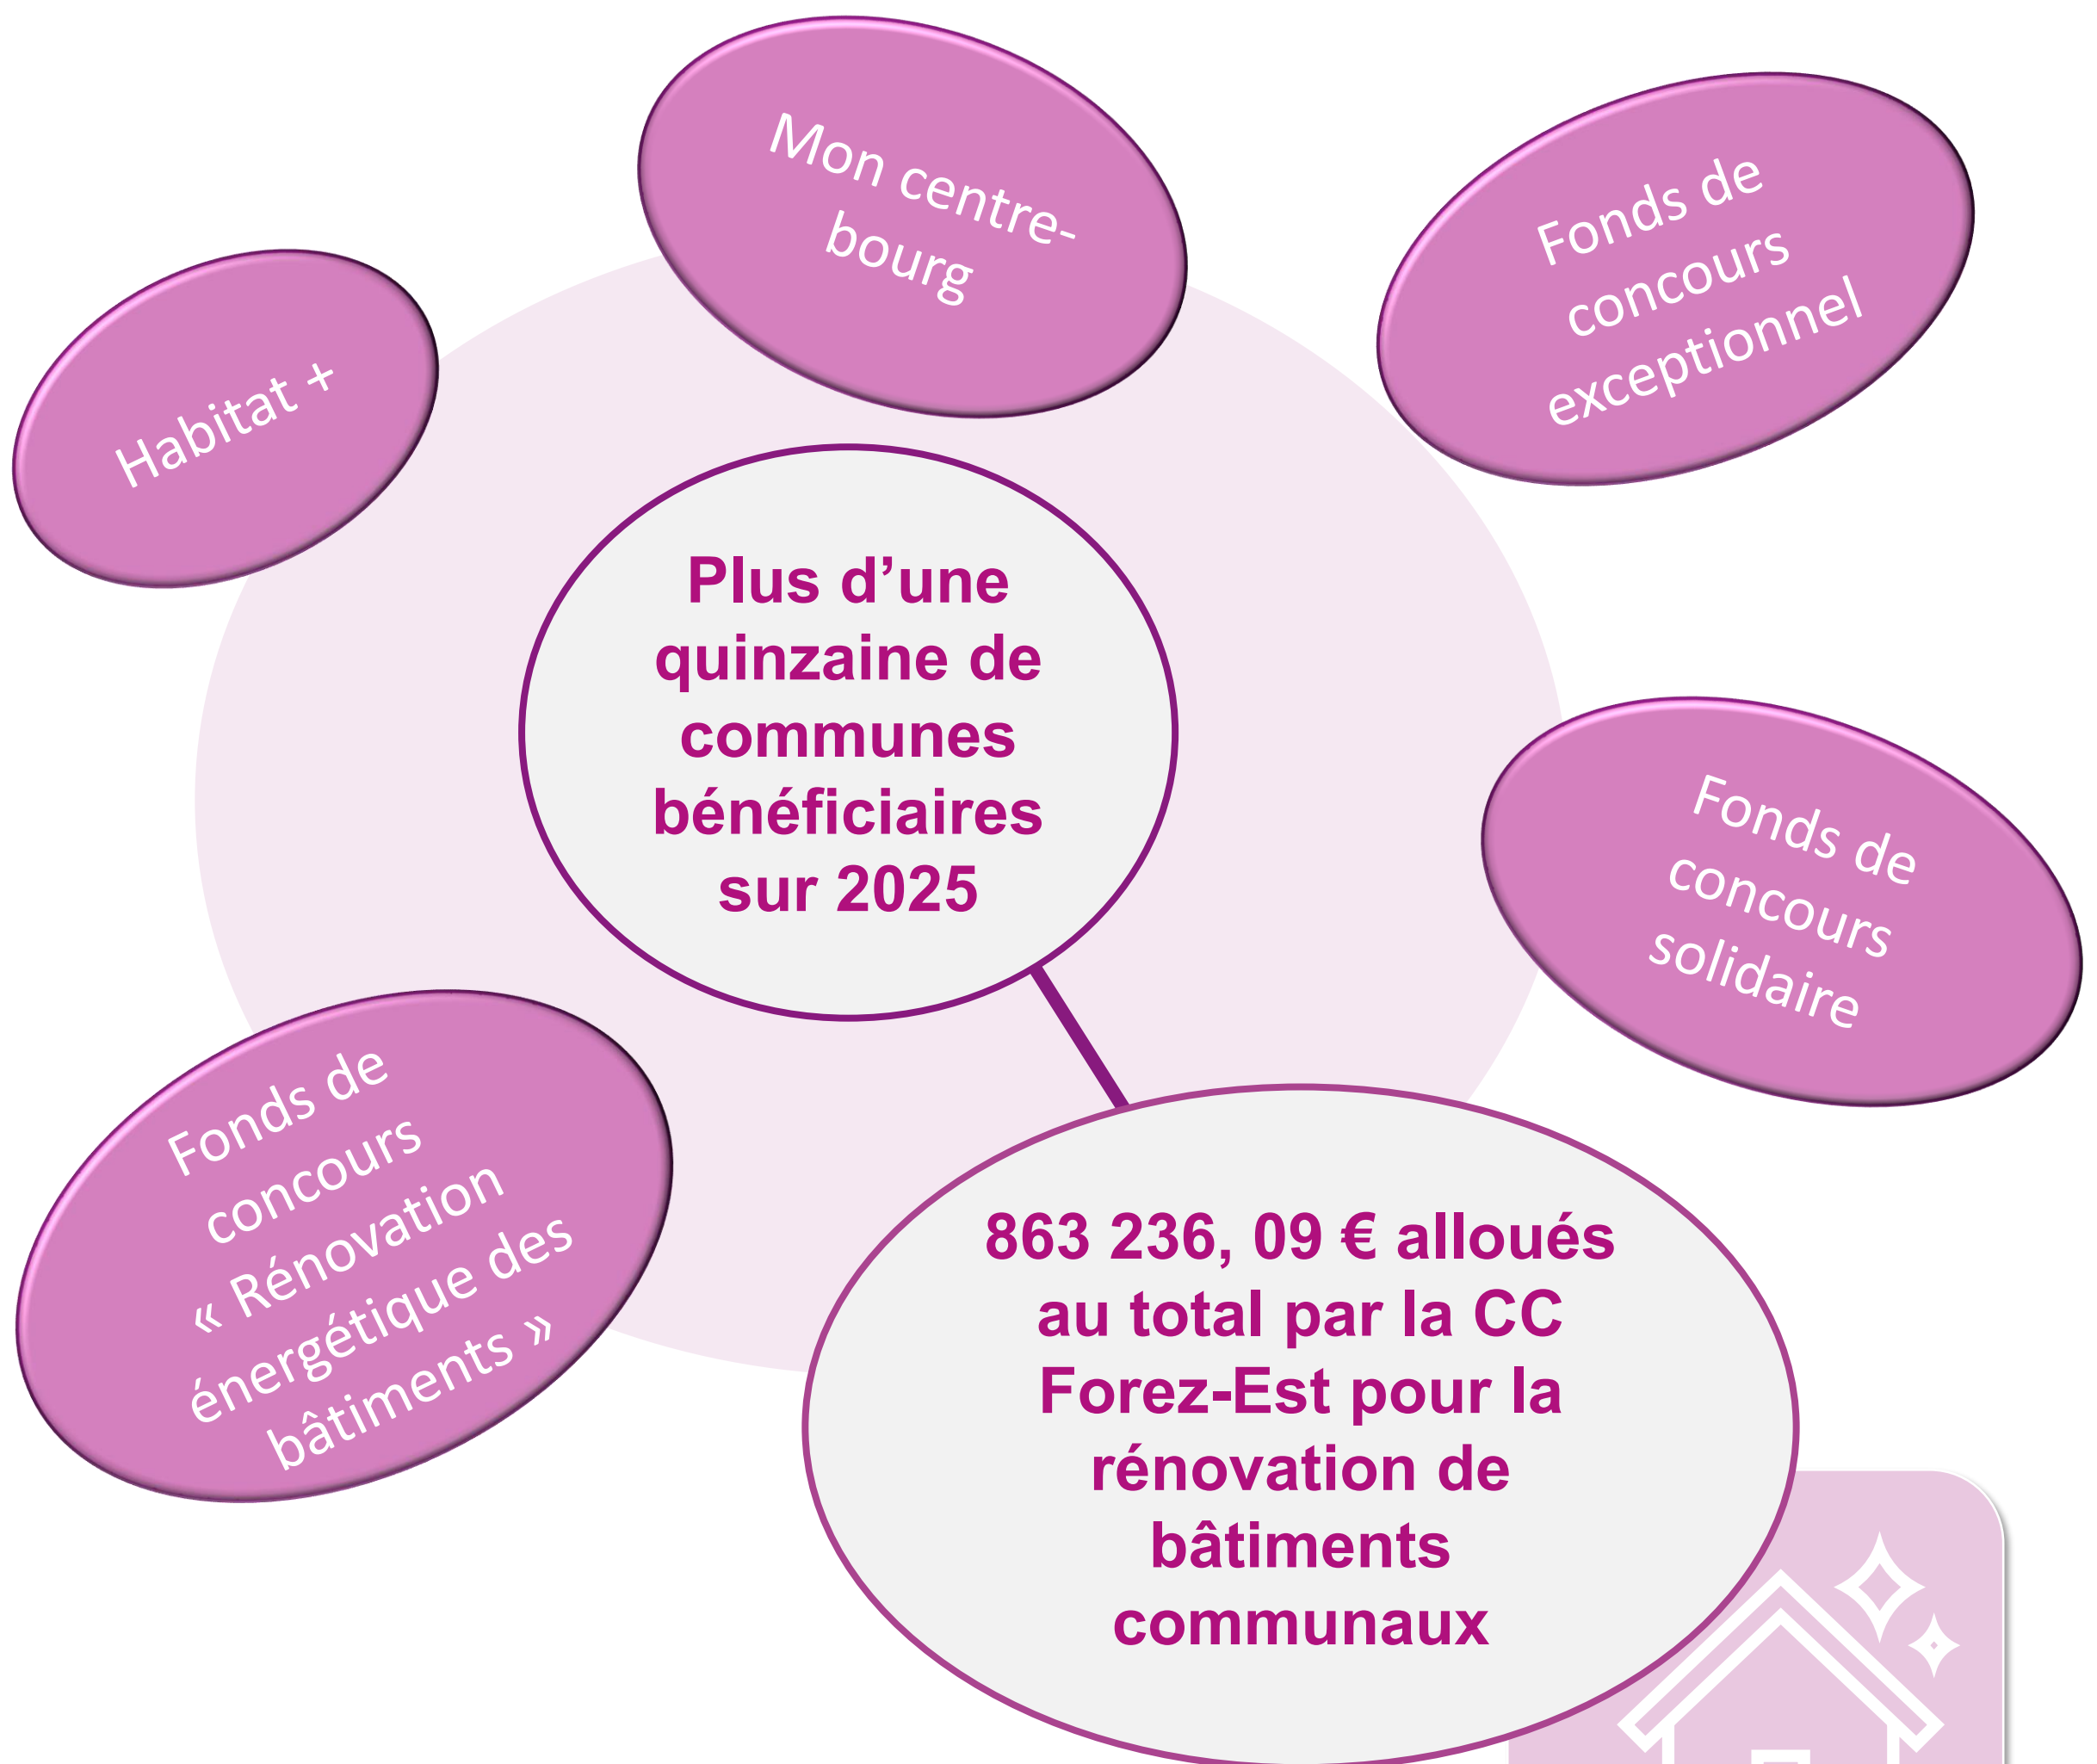 Mon centre-
bourg
Fonds de
concours
exceptionnel
Habitat +
Plus d’une
quinzaine de
communes
bénéficiaires
sur 2025
Fonds de
concours
solidaire
Fonds de
concours
« Rénovation
énergétique des
bâtiments »
863 236, 09 € alloués
au total par la CC
Forez-Est pour la
rénovation de
bâtiments
communaux